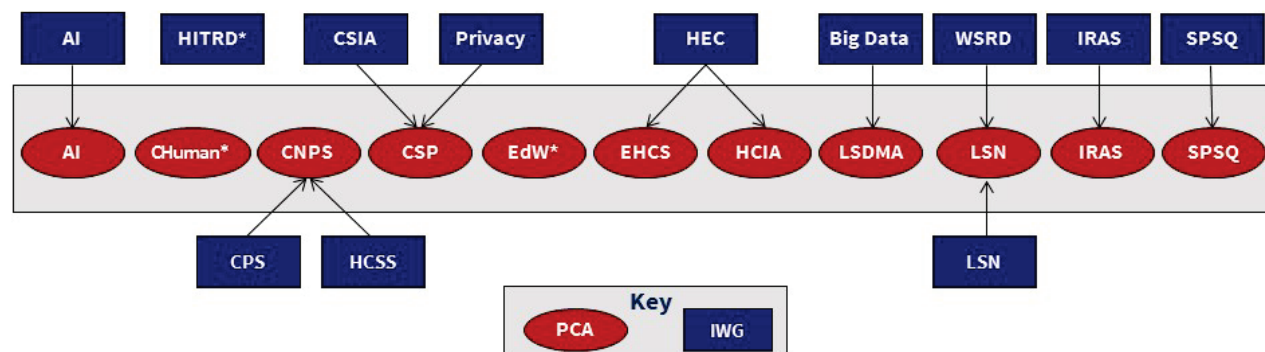 AI HITRD* CSIA Privacy HEC Big Data WSRD IRAS SPSQ
AI CHuman* CNPS CSP EdW* EHCS HCIA LSDMA LSN IRAS SPSQ
CPS HCSS LSN
Key
PCA IWG